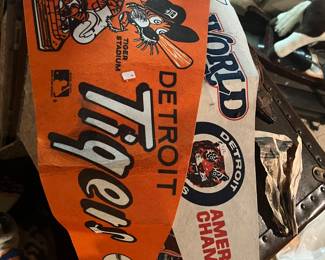 TIGER
STADIUM
DETROIT
Tigers
WORLD
DETROIT
AMER
CHAM